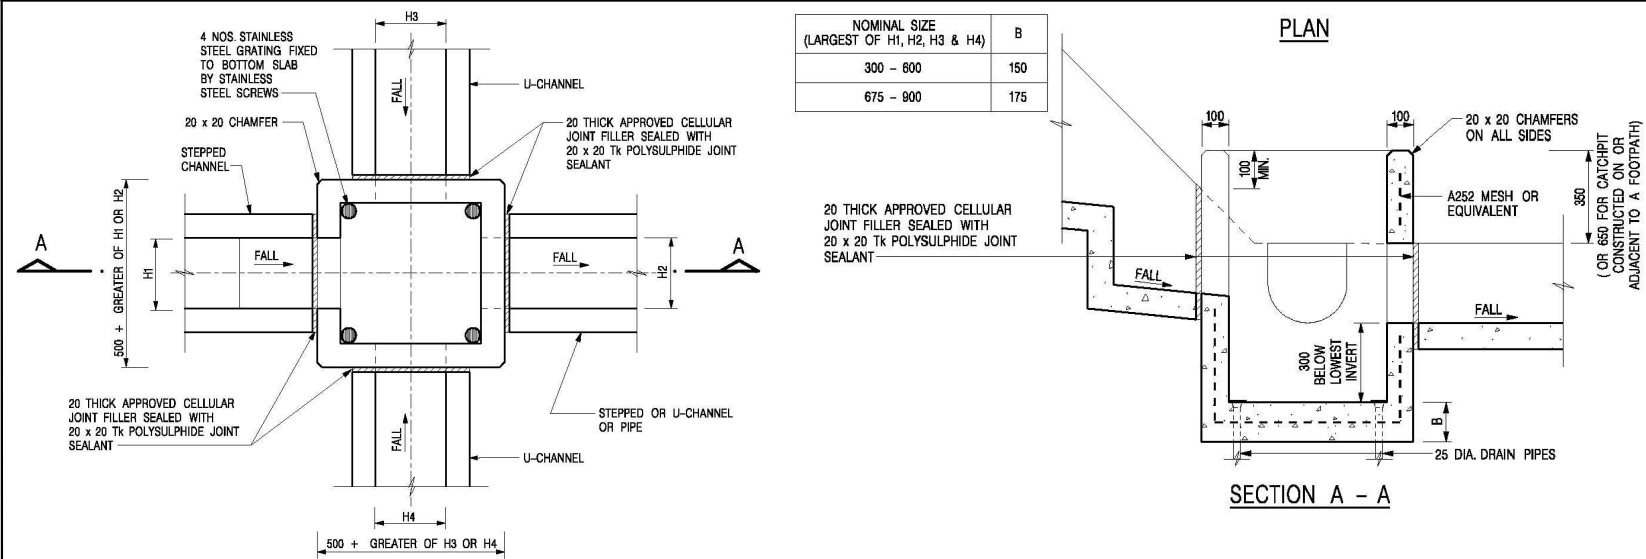 H3
4 NOS. STAINLESS
STEEL GRATING FIXED
TO BOTTOM SLAB
BY STAINLESS
STEEL SCREWS
FALL
U-CHANNEL
20 x 20 CHAMFER
20 THICK APPROVED CELLULAR
JOINT FILLER SEALED WITH
20 x 20 Tk POLYSULPHIDE JOINT
SEALANT
STEPPED
CHANNEL
500 + GREATER OF H1 OR H2
A
H1
FALL
FALL
H2
A
20 THICK APPROVED CELLULAR
JOINT FILLER SEALED WITH
20 x 20 Tk POLYSULPHIDE JOINT
SEALANT
STEPPED OR U-CHANNEL
OR PIPE
FALL
U-CHANNEL
H4
500 + GREATER OF H3 OR H4
NOMINAL SIZE
(LARGEST OF H1, H2, H3 & H4)
B
300 - 600
150
675 - 900
175
PLAN
100
100
20 x 20 CHAMFERS
ON ALL SIDES
100
MIN.
A252 MESH OR
EQUIVALENT
350
( OR 650 FOR CATCHPIT
CONSTRUCTED ON OR
ADJACENT TO A FOOTPATH)
20 THICK APPROVED CELLULAR
JOINT FILLER SEALED WITH
20 x 20 Tk POLYSULPHIDE JOINT
SEALANT
FALL
FALL
300
BELOW
LOWEST
INVERT
B
25 DIA. DRAIN PIPES
SECTION A - A